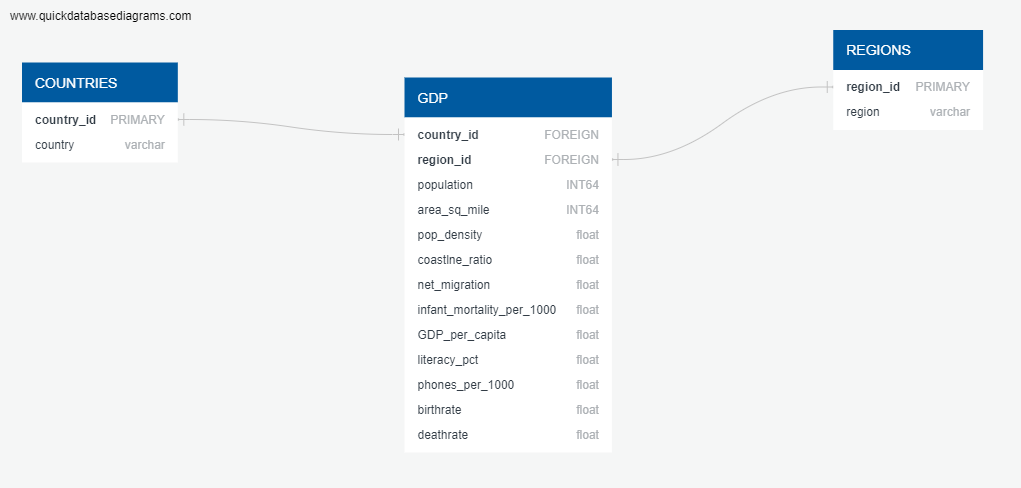 www.quickdatabasediagrams.com
COUNTRIES
country_id PRIMARY
country varchar
GDP
country_id FOREIGN
region_id FOREIGN
population INT64
area_sq_mile INT64
pop_density float
coastlne_ratio float
net_migration float
infant_mortality_per_1000 float
GDP_per_capita float
literacy_pct float
phones_per_1000 float
birthrate float
deathrate float
REGIONS
region_id PRIMARY
region varchar